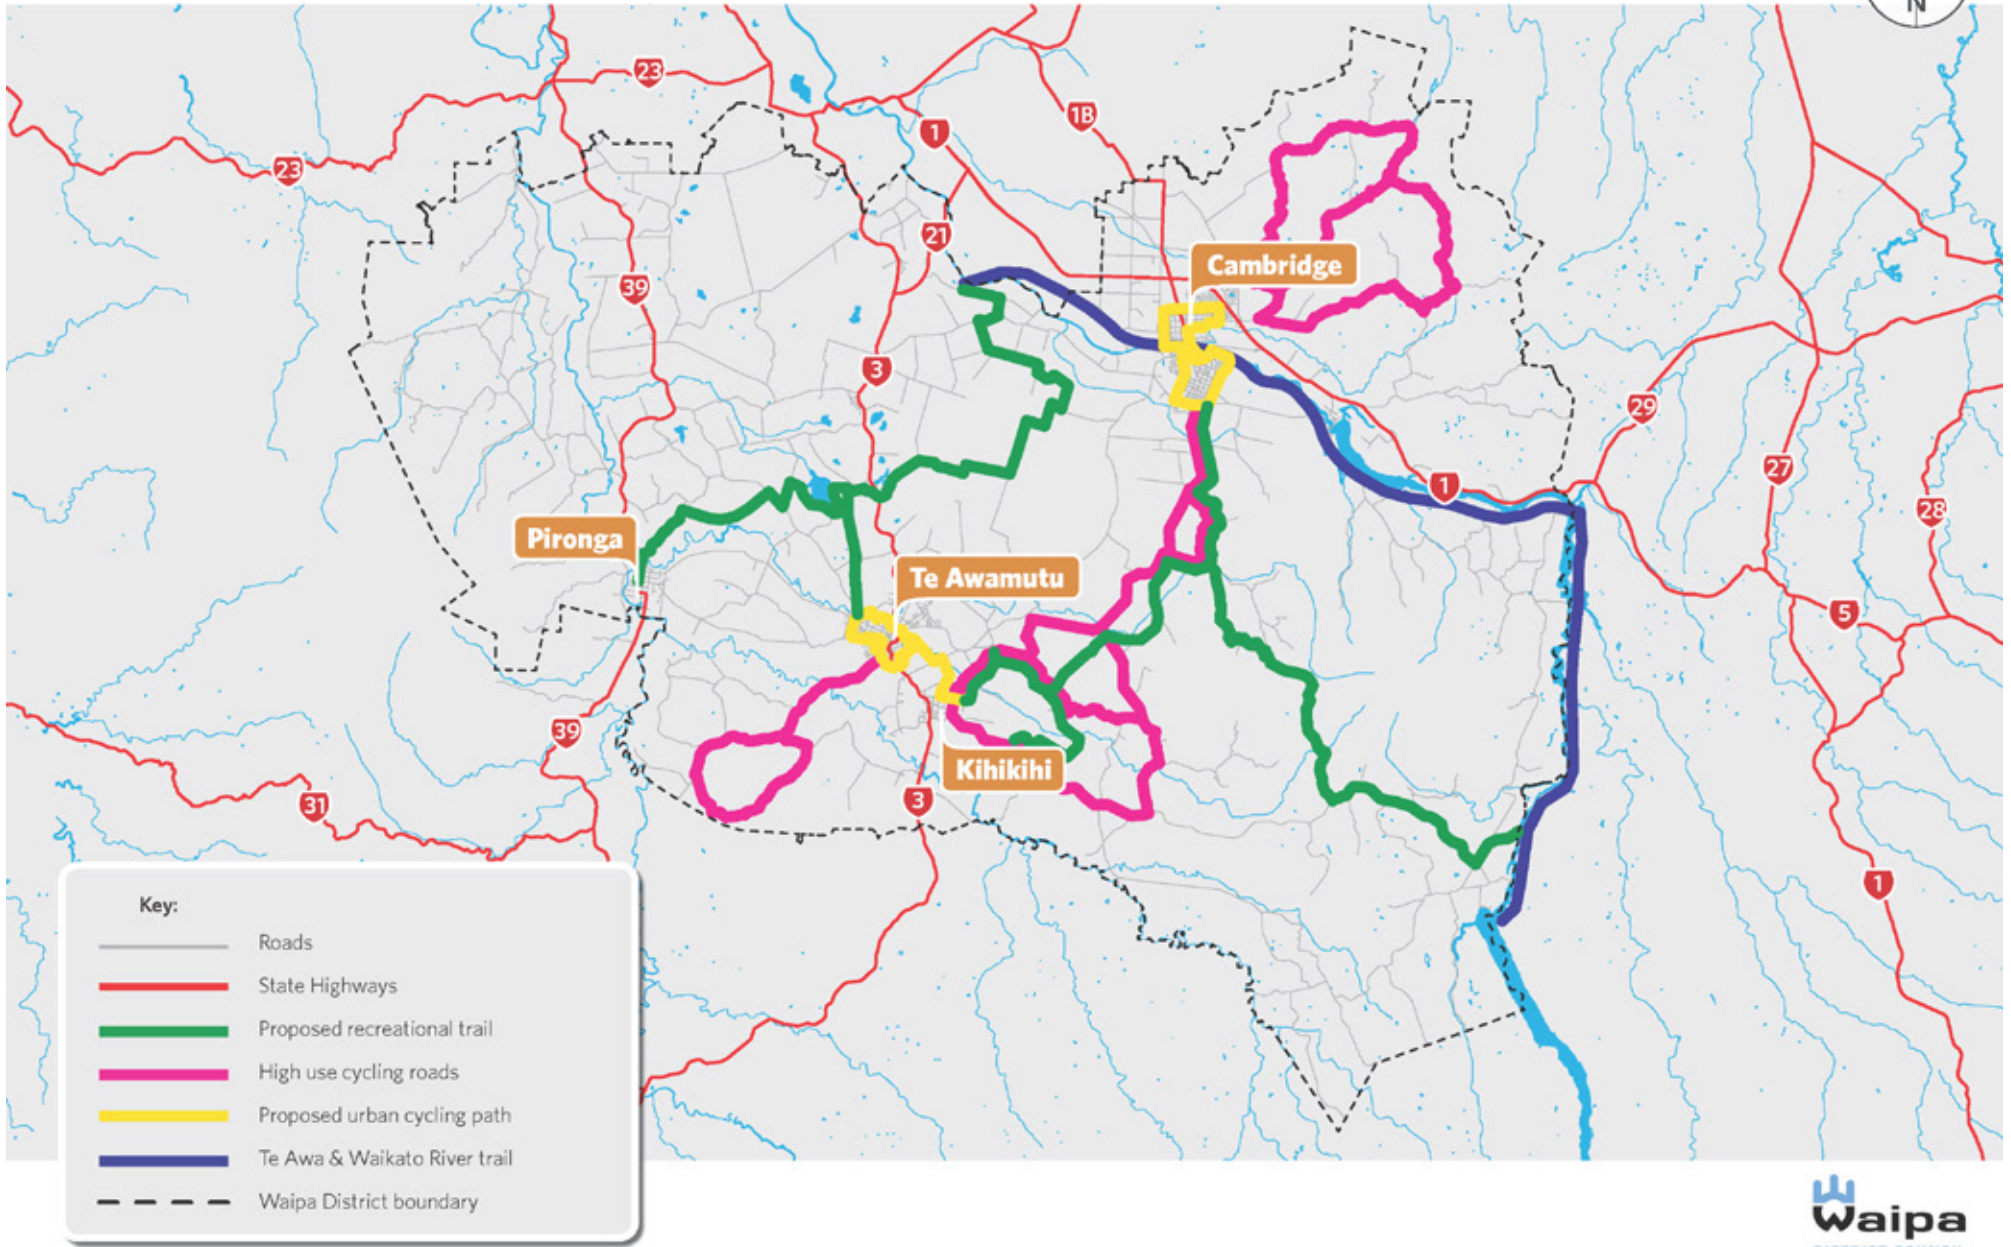 N
23
1B
1
23
21
Cambridge
39
3
29
1
27
28
Pironga
Te Awamutu
5
39
Kihikihi
31
3
1
Key:
Roads
State Highways
Proposed recreational trail
High use cycling roads
Proposed urban cycling path
Te Awa & Waikato River trail
Waipa District boundary
Waipa